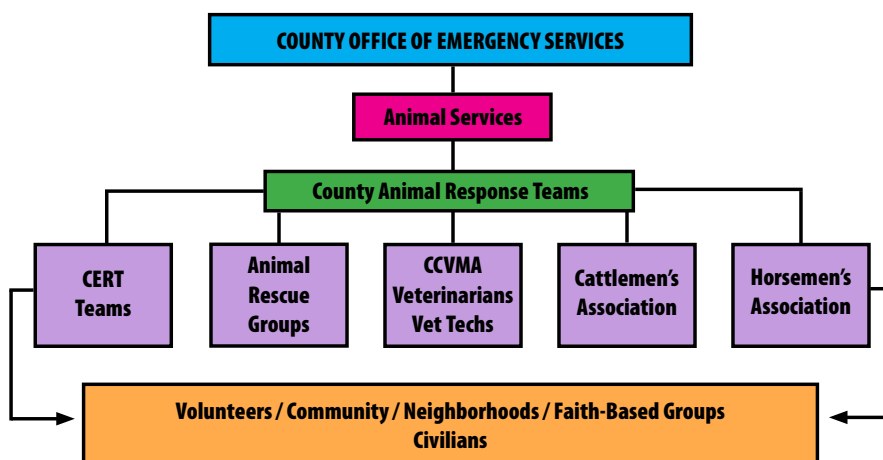 COUNTY OFFICE OF EMERGENCY SERVICES
Animal Services
County Animal Response Teams
CERT
Teams
Animal
Rescue
Groups
CCVMA
Veterinarians
Vet Techs
Cattlemen’s
Association
Horsemen’s
Association
Volunteers / Community / Neighborhoods / Faith-Based Groups
Civilians